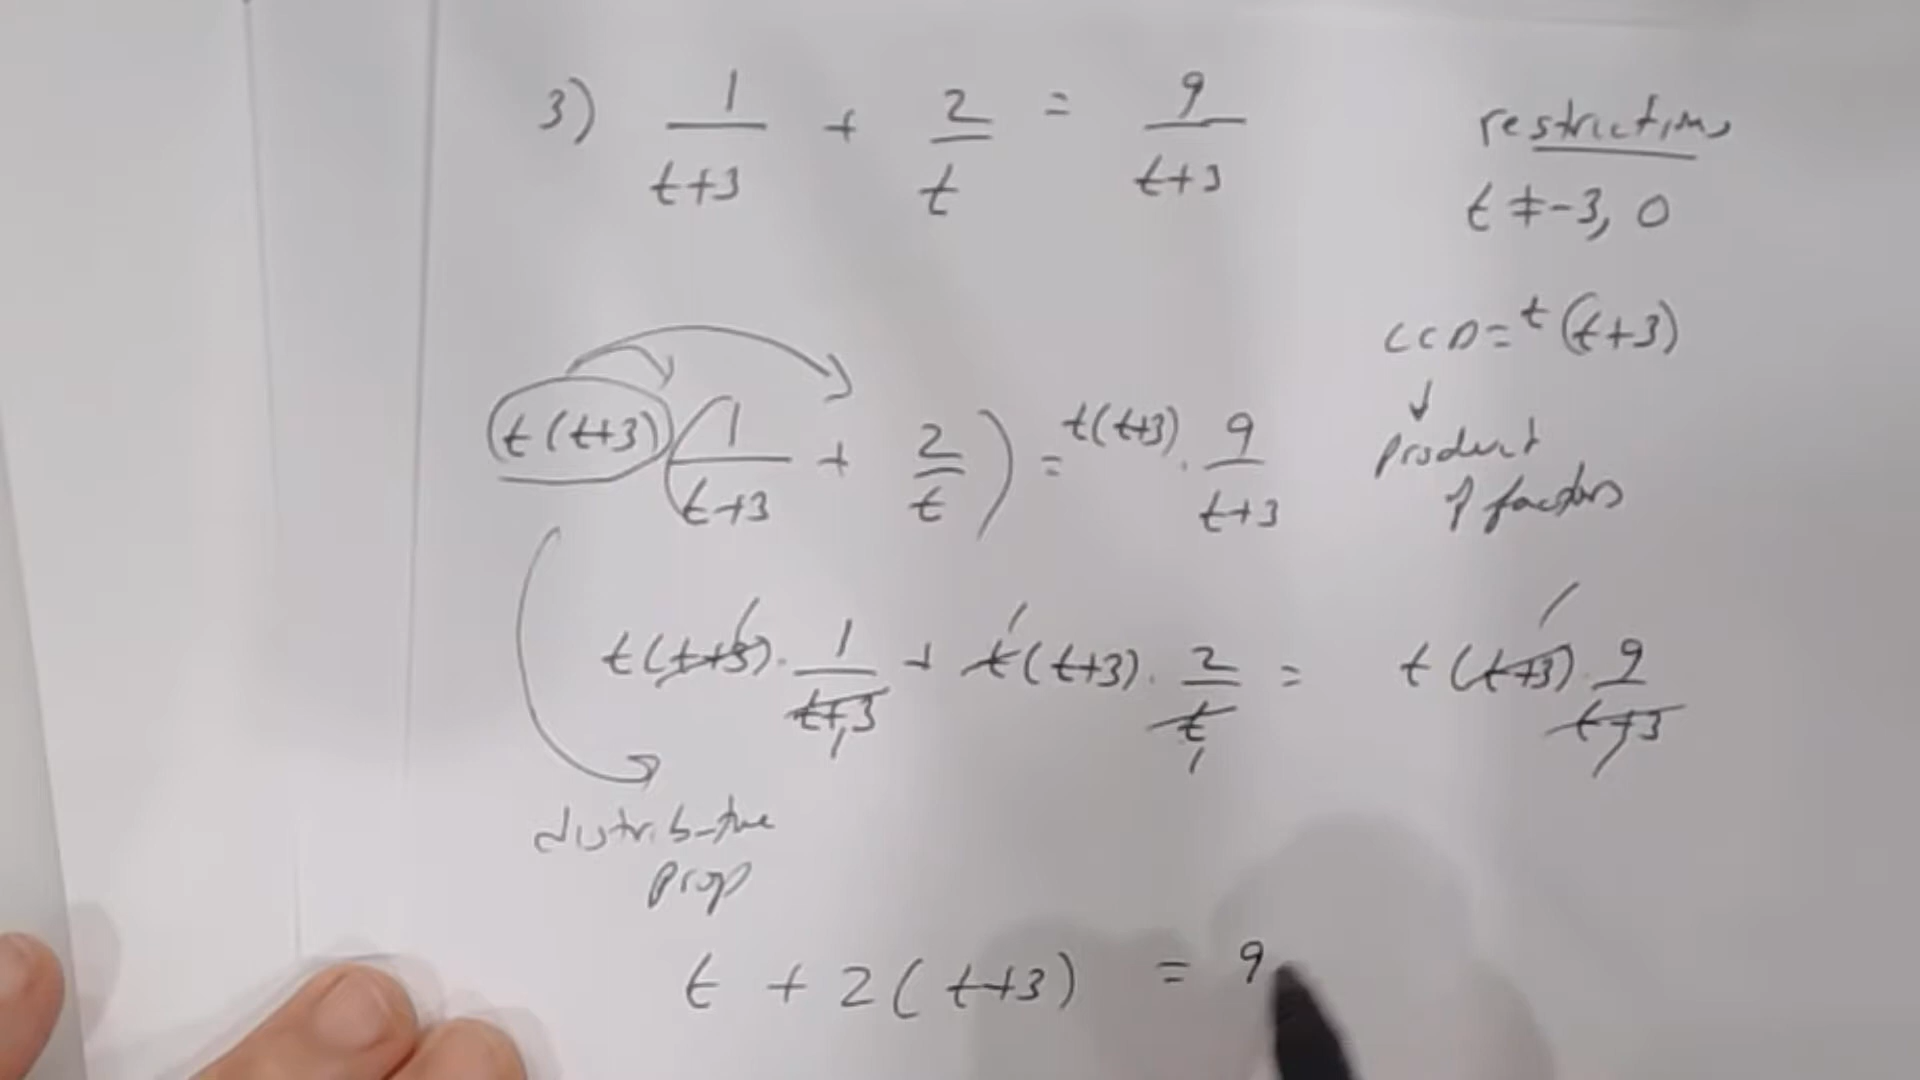 3) 1/(t+3) + 2/t = 9/(t+3)
restrictions
t ≠ -3, 0
LCD = t(t+3)
↓
product
of factors
t(t+3)(1/(t+3) + 2/t) = t(t+3) · 9/(t+3)
t(t+3) · 1/(t+3) + t(t+3) · 2/t = t(t+3) · 9/(t+3)
distributive
prop
t + 2(t+3) = 9